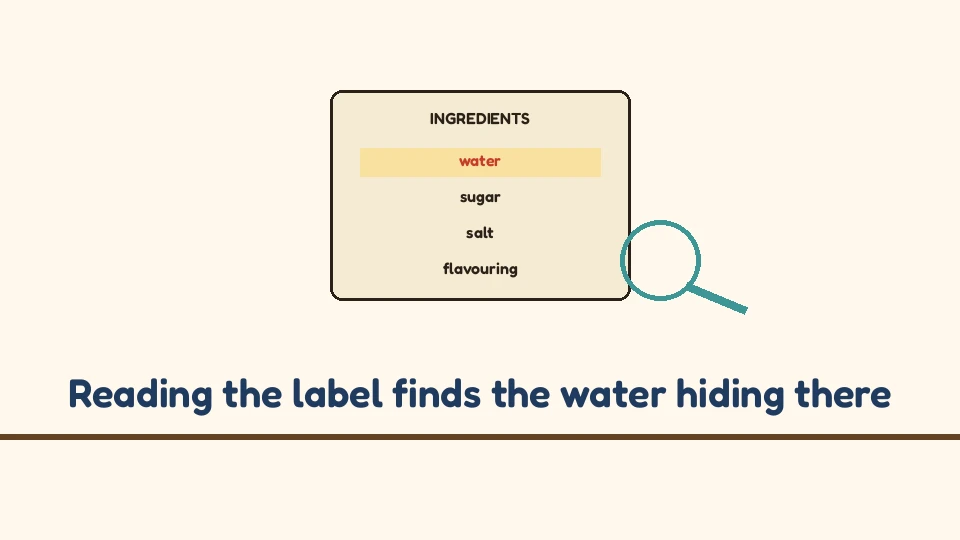 INGREDIENTS
water
sugar
salt
flavouring
Reading the label finds the water hiding there